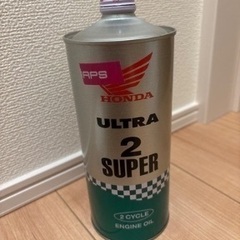 RPS
HONDA
ULTRA
2
SUPER
2 CYCLE
ENGINE OIL